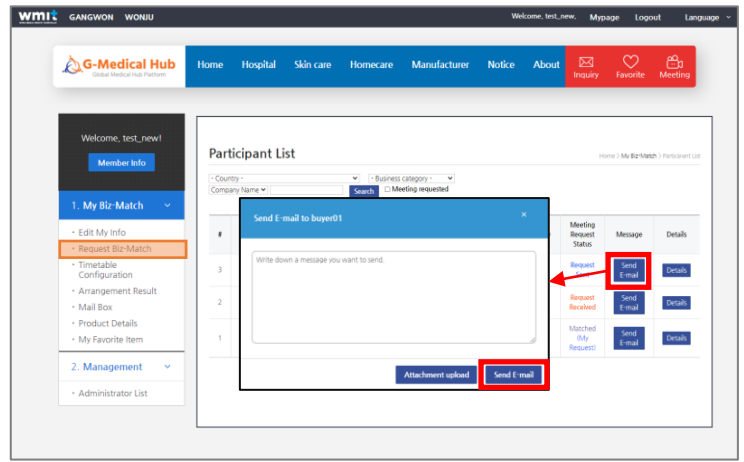 wmit GANGWON WONJU Welcome, test_new, Mypage Logout Language
G-Medical Hub
Global Medical Hub Platform
Home Hospital Skin care Homecare Manufacturer Notice About Inquiry Favorite Meeting
Welcome, test_new!
Member Info
1. My Biz-Match
· Edit My Info
· Request Biz-Match
· Timetable
Configuration
· Arrangement Result
· Mail Box
· Product Details
· My Favorite Item
2. Management
· Administrator List
Participant List
Home > My Biz-Match > Participant List
- Country - - Business category -
Company Name Search Meeting requested
# Meeting
Request
Status Message Details
3 Request
Send
E-mail Details
2 Request
Received Send
E-mail Details
1 Matched
(My
Request) Send
E-mail Details
Send E-mail to buyer01 ×
Write down a message you want to send.
Attachment upload Send E-mail